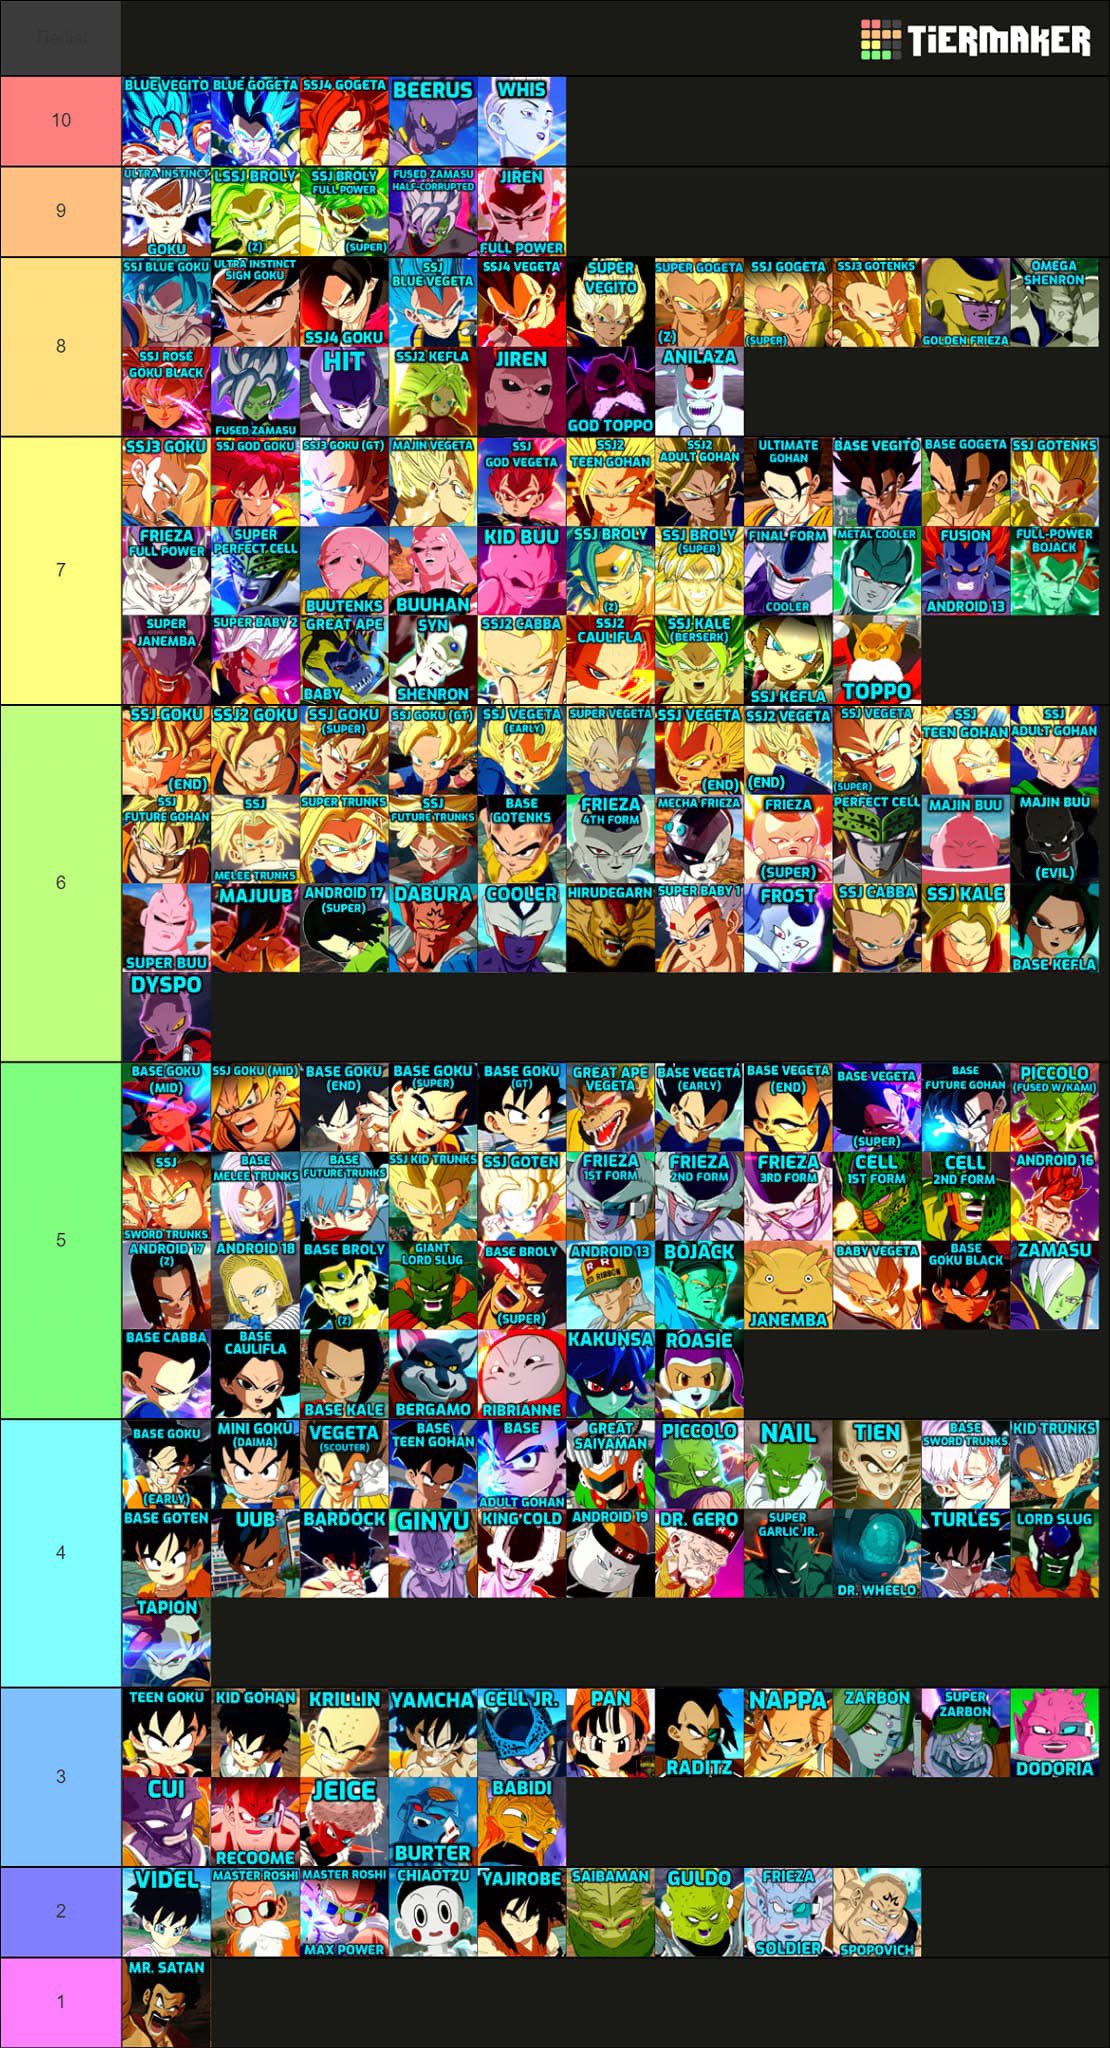 TIERMAKER
10
BLUE VEGITO
BLUE GOGETA
SSJ4 GOGETA
BEERUS
WHIS
9
ULTRA INSTINCT
GOKU
LSSJ BROLY
(Z)
SSJ BROLY
FULL POWER
(SUPER)
FUSED ZAMASU
HALF-CORRUPTED
JIREN
FULL POWER
8
SSJ BLUE GOKU
ULTRA INSTINCT
SIGN GOKU
SSJ4 GOKU
SSJ
BLUE VEGETA
SSJ4 VEGETA
SUPER
VEGITO
SUPER GOGETA
(Z)
SSJ GOGETA
(SUPER)
SSJ3 GOTENKS
GOLDEN FRIEZA
OMEGA
SHENRON
SSJ ROSÉ
GOKU BLACK
FUSED ZAMASU
HIT
SSJ2 KEFLA
JIREN
GOD TOPPO
ANILAZA
7
SSJ3 GOKU
SSJ GOD GOKU
SSJ3 GOKU (GT)
MAJIN VEGETA
SSJ
GOD VEGETA
SSJ2
TEEN GOHAN
SSJ2
ADULT GOHAN
ULTIMATE
GOHAN
BASE VEGITO
BASE GOGETA
SSJ GOTENKS
FRIEZA
FULL POWER
SUPER
PERFECT CELL
BUUTENKS
BUUHAN
KID BUU
SSJ BROLY
(Z)
SSJ BROLY
(SUPER)
FINAL FORM
COOLER
METAL COOLER
FUSION
ANDROID 13
FULL-POWER
BOJACK
SUPER
JANEMBA
SUPER BABY 2
GREAT APE
BABY
SYN
SHENRON
SSJ2 CABBA
SSJ2
CAULIFLA
SSJ KALE
(BERSERK)
SSJ KEFLA
TOPPO
6
SSJ GOKU
(END)
SSJ2 GOKU
SSJ GOKU
(SUPER)
SSJ GOKU (GT)
SSJ VEGETA
(EARLY)
SUPER VEGETA
SSJ VEGETA
(END)
SSJ2 VEGETA
(END)
SSJ VEGETA
(SUPER)
SSJ
TEEN GOHAN
SSJ
ADULT GOHAN
SSJ
FUTURE GOHAN
SSJ
MELEE TRUNKS
SUPER TRUNKS
SSJ
FUTURE TRUNKS
BASE
GOTENKS
FRIEZA
4TH FORM
MECHA FRIEZA
FRIEZA
(SUPER)
PERFECT CELL
MAJIN BUU
MAJIN BUU
(EVIL)
SUPER BUU
MAJUUB
ANDROID 17
(SUPER)
DABURA
COOLER
HIRUDEGARN
SUPER BABY 1
FROST
SSJ CABBA
SSJ KALE
BASE KEFLA
DYSPO
5
BASE GOKU
(MID)
SSJ GOKU (MID)
BASE GOKU
(END)
BASE GOKU
(SUPER)
BASE GOKU
(GT)
GREAT APE
VEGETA
BASE VEGETA
(EARLY)
BASE VEGETA
(END)
BASE VEGETA
(SUPER)
BASE
FUTURE GOHAN
PICCOLO
(FUSED W/KAMI)
SSJ
SWORD TRUNKS
BASE
MELEE TRUNKS
BASE
FUTURE TRUNKS
SSJ KID TRUNKS
SSJ GOTEN
FRIEZA
1ST FORM
FRIEZA
2ND FORM
FRIEZA
3RD FORM
CELL
1ST FORM
CELL
2ND FORM
ANDROID 16
ANDROID 17
(Z)
ANDROID 18
BASE BROLY
(Z)
GIANT
LORD SLUG
BASE BROLY
(SUPER)
ANDROID 13
BOJACK
JANEMBA
BABY VEGETA
BASE
GOKU BLACK
ZAMASU
BASE CABBA
BASE
CAULIFLA
BASE KALE
BERGAMO
RIBRIANNE
KAKUNSA
ROASIE
4
BASE GOKU
(EARLY)
MINI GOKU
(DAIMA)
VEGETA
(SCOUTER)
BASE
TEEN GOHAN
BASE
ADULT GOHAN
GREAT
SAIYAMAN
PICCOLO
NAIL
TIEN
BASE
SWORD TRUNKS
KID TRUNKS
BASE GOTEN
UUB
BARDOCK
GINYU
KING COLD
ANDROID 19
DR. GERO
SUPER
GARLIC JR.
DR. WHEELO
TURLES
LORD SLUG
TAPION
3
TEEN GOKU
KID GOHAN
KRILLIN
YAMCHA
CELL JR.
PAN
RADITZ
NAPPA
ZARBON
SUPER
ZARBON
DODORIA
CUI
RECOOME
JEICE
BURTER
BABIDI
2
VIDEL
MASTER ROSHI
MASTER ROSHI
MAX POWER
CHIAOTZU
YAJIROBE
SAIBAMAN
GULDO
FRIEZA
SOLDIER
SPOPOVICH
1
MR. SATAN